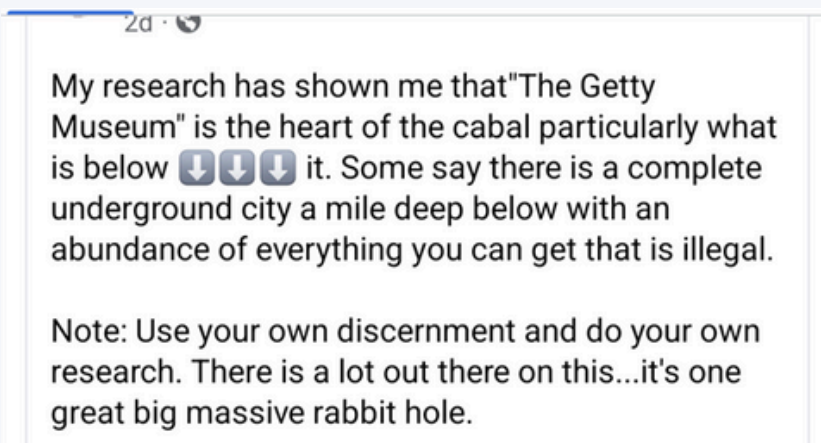 2d ·
My research has shown me that"The Getty
Museum" is the heart of the cabal particularly what
is below ⬇️⬇️⬇️ it. Some say there is a complete
underground city a mile deep below with an
abundance of everything you can get that is illegal.
Note: Use your own discernment and do your own
research. There is a lot out there on this...it's one
great big massive rabbit hole.